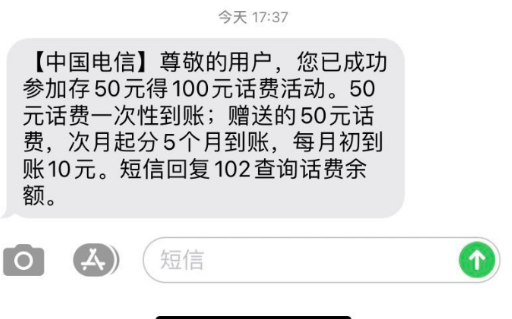 今天 17:37
【中国电信】尊敬的用户，您已成功
参加存50元得100元话费活动。50
元话费一次性到账；赠送的50元话
费，次月起分5个月到账，每月初到
账10元。短信回复102查询话费余
额。
短信